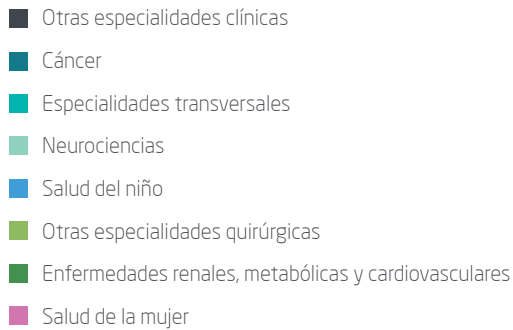 Otras especialidades clínicas
Cáncer
Especialidades transversales
Neurociencias
Salud del niño
Otras especialidades quirúrgicas
Enfermedades renales, metabólicas y cardiovasculares
Salud de la mujer